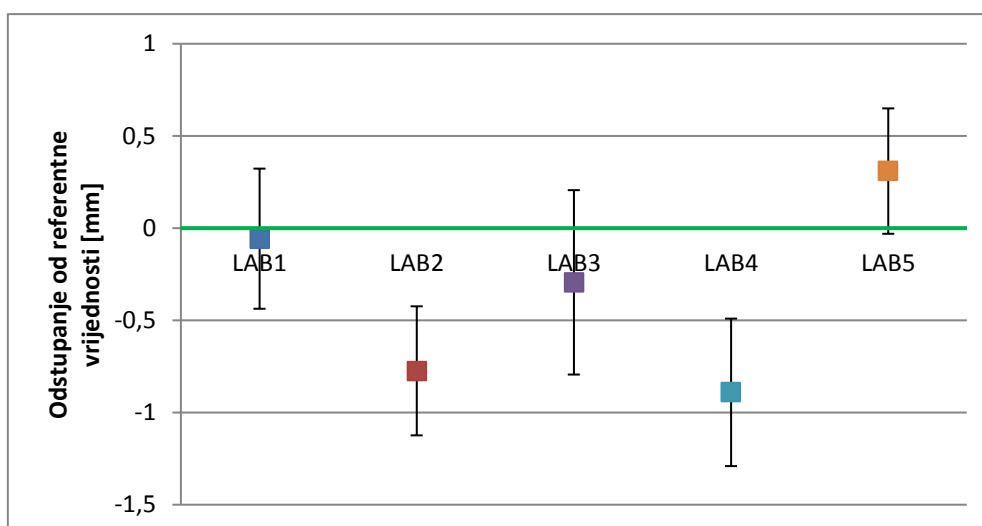 Odstupanje od referentne
vrijednosti [mm]
1
0,5
0
-0,5
-1
-1,5
LAB1 LAB2 LAB3 LAB4 LAB5